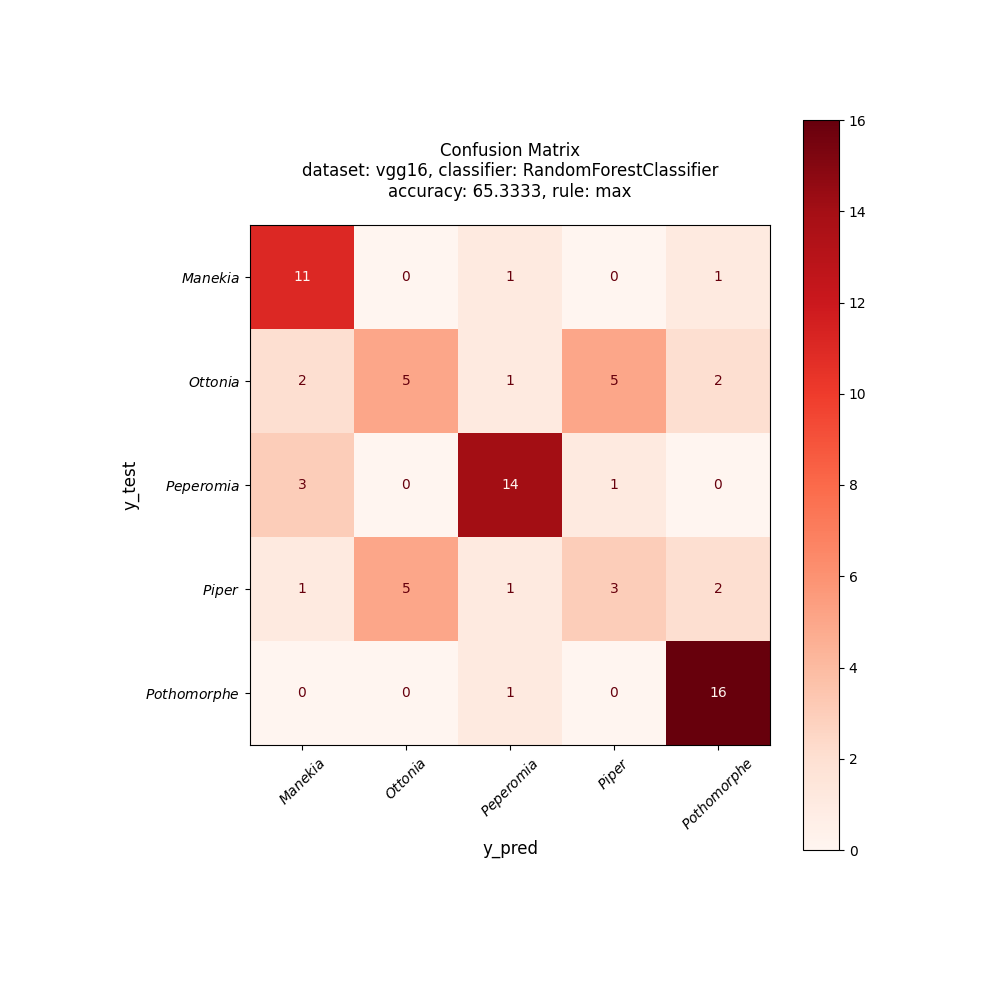 Confusion Matrix
dataset: vgg16, classifier: RandomForestClassifier
accuracy: 65.3333, rule: max
Manekia 11 0 1 0 1
Ottonia 2 5 1 5 2
Peperomia 3 0 14 1 0
Piper 1 5 1 3 2
Pothomorphe 0 0 1 0 16
Manekia Ottonia Peperomia Piper Pothomorphe
y_pred
y_test
16
14
12
10
8
6
4
2
0